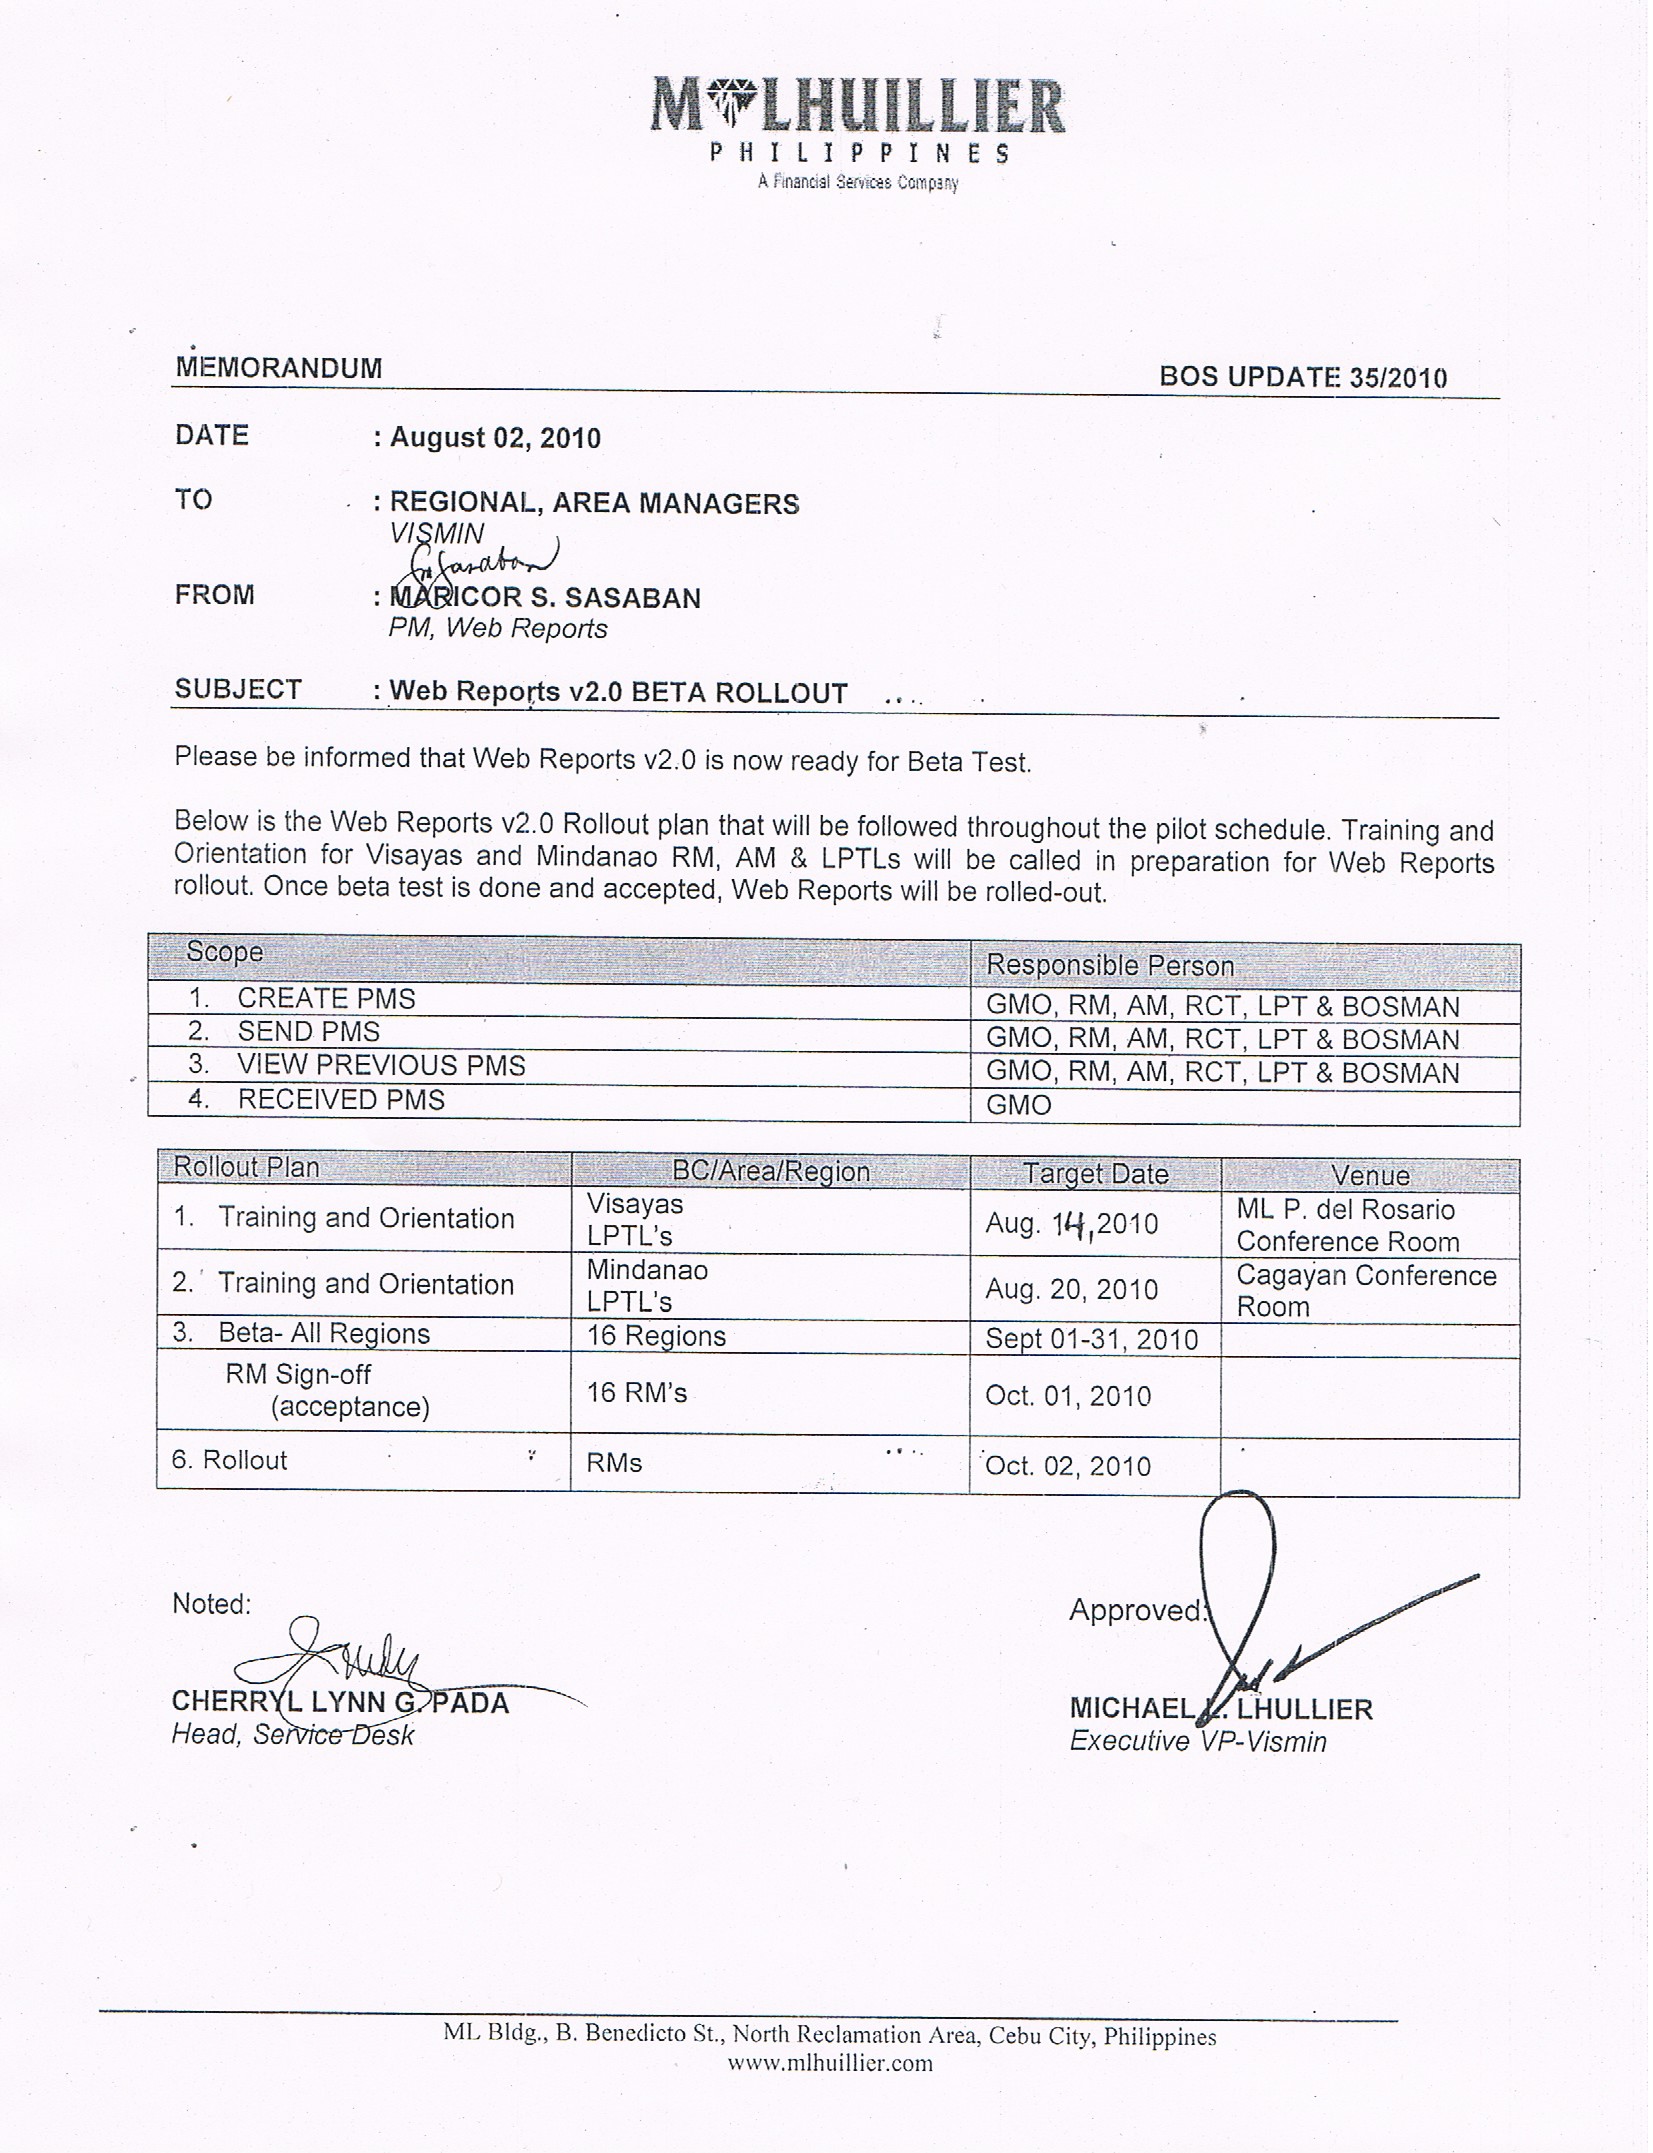 M LHUILLIER
PHILIPPINES
A Financial Services Company
MEMORANDUM BOS UPDATE 35/2010
DATE : August 02, 2010
TO : REGIONAL, AREA MANAGERS
VISMIN
FROM : MARICOR S. SASABAN
PM, Web Reports
SUBJECT : Web Reports v2.0 BETA ROLLOUT
Please be informed that Web Reports v2.0 is now ready for Beta Test.
Below is the Web Reports v2.0 Rollout plan that will be followed throughout the pilot schedule. Training and
Orientation for Visayas and Mindanao RM, AM & LPTLs will be called in preparation for Web Reports
rollout. Once beta test is done and accepted, Web Reports will be rolled-out.
Scope Responsible Person
1. CREATE PMS GMO, RM, AM, RCT, LPT & BOSMAN
2. SEND PMS GMO, RM, AM, RCT, LPT & BOSMAN
3. VIEW PREVIOUS PMS GMO, RM, AM, RCT, LPT & BOSMAN
4. RECEIVED PMS GMO
Rollout Plan BC/Area/Region Target Date Venue
1. Training and Orientation Visayas LPTL's Aug. 14,2010 ML P. del Rosario Conference Room
2. Training and Orientation Mindanao LPTL's Aug. 20, 2010 Cagayan Conference Room
3. Beta- All Regions 16 Regions Sept 01-31, 2010
RM Sign-off (acceptance) 16 RM's Oct. 01, 2010
6. Rollout RMs Oct. 02, 2010
Noted: Approved:
CHERRYL LYNN G. PADA MICHAEL L. LHULLIER
Head, Service Desk Executive VP-Vismin
ML Bldg., B. Benedicto St., North Reclamation Area, Cebu City, Philippines
www.mlhuillier.com